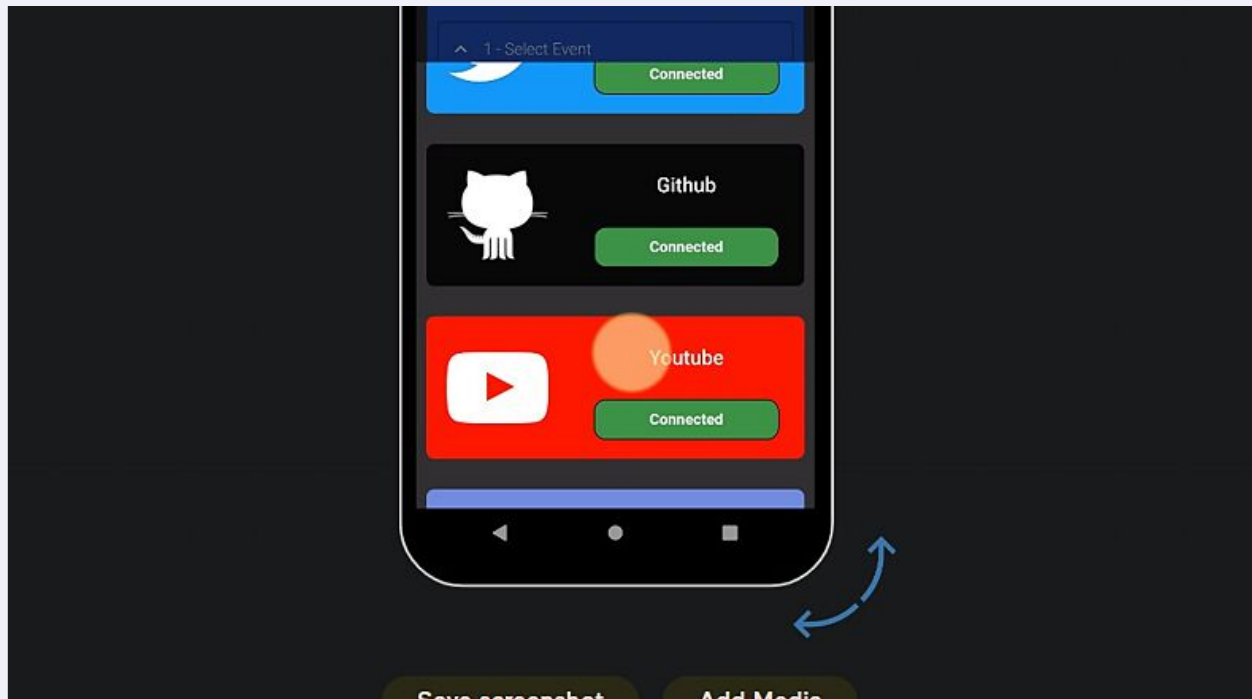 1 - Select Event
Connected
Github
Connected
Youtube
Connected
Save screenshot
Add Media